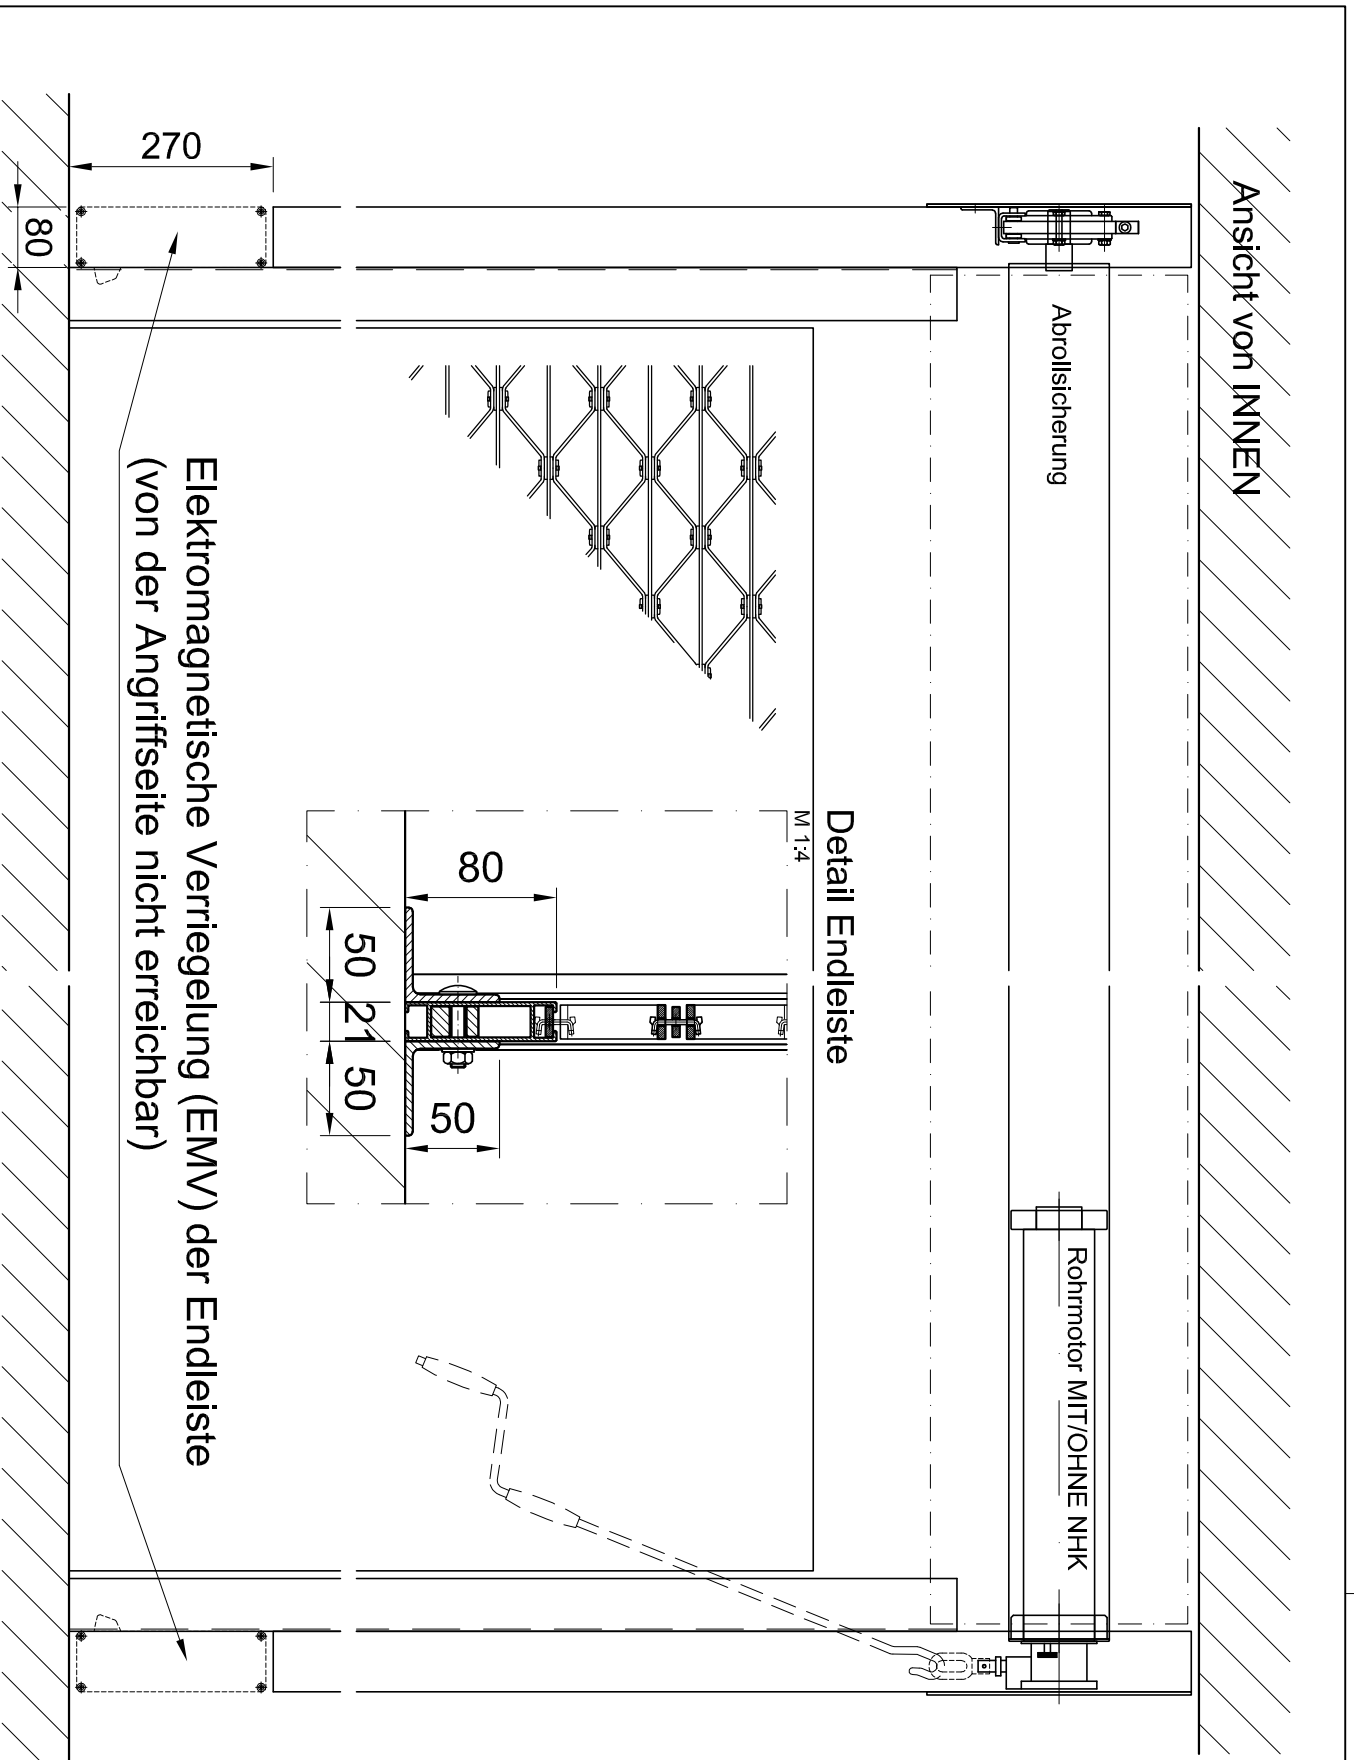 Ansicht von INNEN
Abrollsicherung
Rohrmotor MIT/OHNE NHK
Detail Endleiste
M 1:4
80
50
21
50
50
270
80
Elektromagnetische Verriegelung (EMV) der Endleiste
(von der Angriffseite nicht erreichbar)